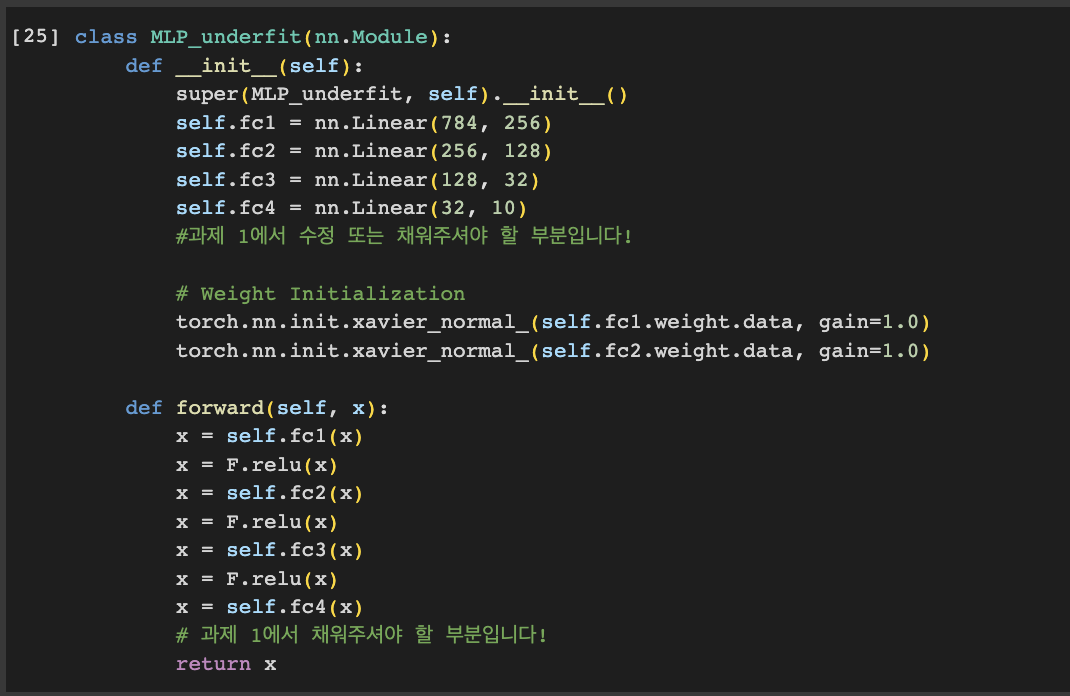 [25] class MLP_underfit(nn.Module):
def __init__(self):
super(MLP_underfit, self).__init__()
self.fc1 = nn.Linear(784, 256)
self.fc2 = nn.Linear(256, 128)
self.fc3 = nn.Linear(128, 32)
self.fc4 = nn.Linear(32, 10)
#과제 1에서 수정 또는 채워주셔야 할 부분입니다!
# Weight Initialization
torch.nn.init.xavier_normal_(self.fc1.weight.data, gain=1.0)
torch.nn.init.xavier_normal_(self.fc2.weight.data, gain=1.0)
def forward(self, x):
x = self.fc1(x)
x = F.relu(x)
x = self.fc2(x)
x = F.relu(x)
x = self.fc3(x)
x = F.relu(x)
x = self.fc4(x)
# 과제 1에서 채워주셔야 할 부분입니다!
return x